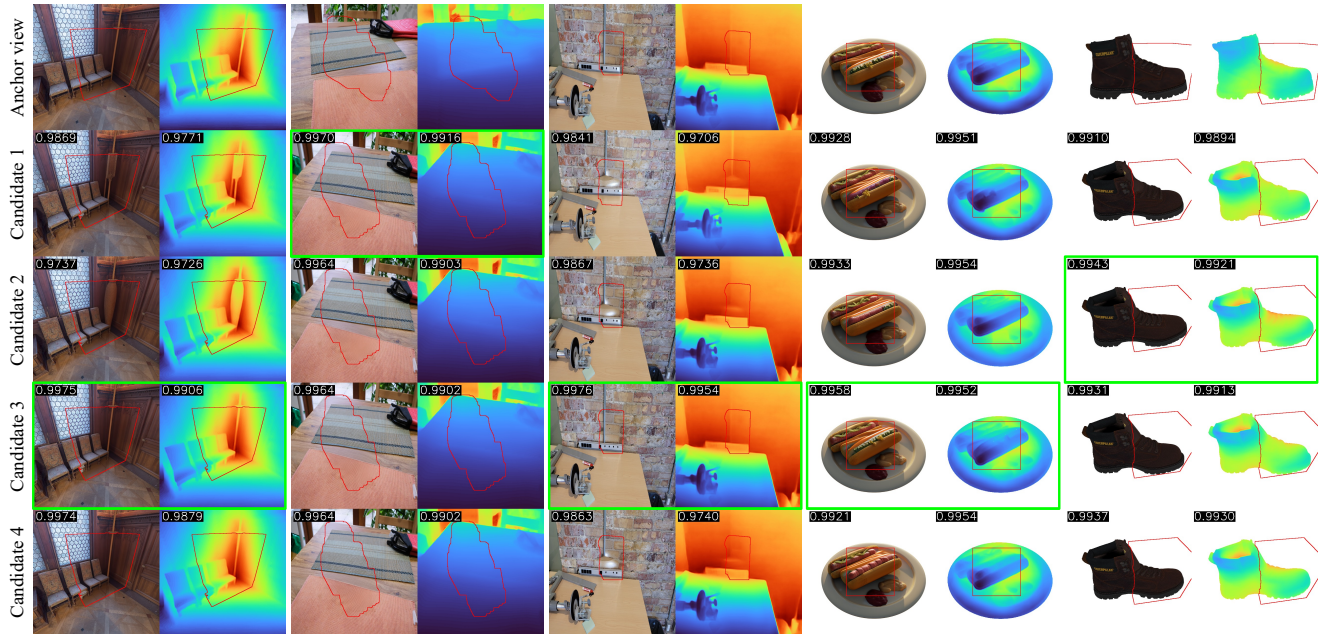 Anchor view
Candidate 1
0.9869 0.9771 0.9970 0.9916 0.9841 0.9706 0.9928 0.9951 0.9910 0.9894
Candidate 2
0.9737 0.9726 0.9964 0.9903 0.9867 0.9736 0.9933 0.9954 0.9943 0.9921
Candidate 3
0.9975 0.9906 0.9964 0.9902 0.9976 0.9954 0.9958 0.9952 0.9931 0.9913
Candidate 4
0.9974 0.9879 0.9964 0.9902 0.9863 0.9740 0.9921 0.9954 0.9937 0.9930